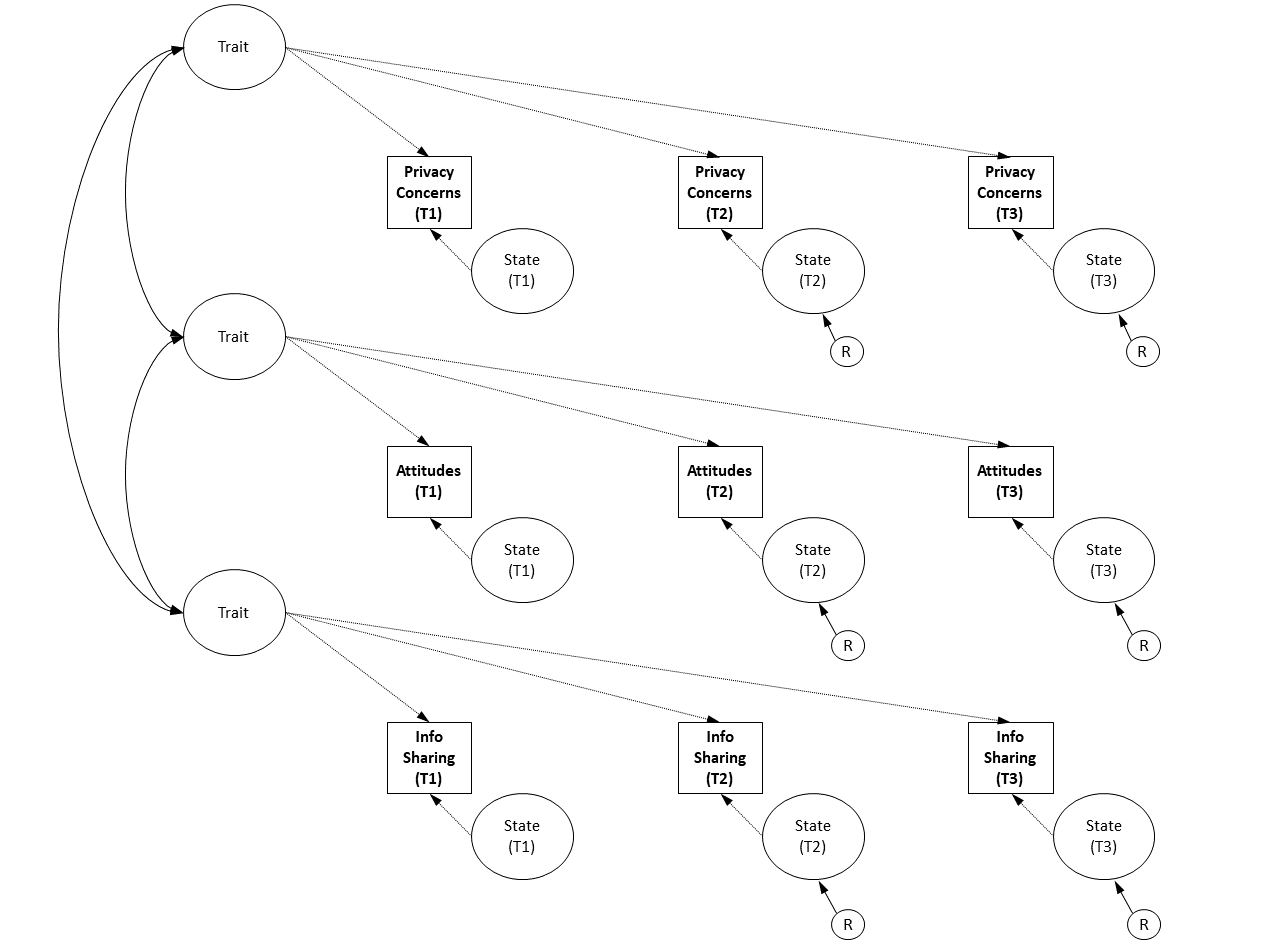 Trait
Privacy
Concerns
(T1)
Privacy
Concerns
(T2)
Privacy
Concerns
(T3)
State
(T1)
State
(T2)
State
(T3)
R
R
Trait
Attitudes
(T1)
Attitudes
(T2)
Attitudes
(T3)
State
(T1)
State
(T2)
State
(T3)
R
R
Trait
Info
Sharing
(T1)
Info
Sharing
(T2)
Info
Sharing
(T3)
State
(T1)
State
(T2)
State
(T3)
R
R